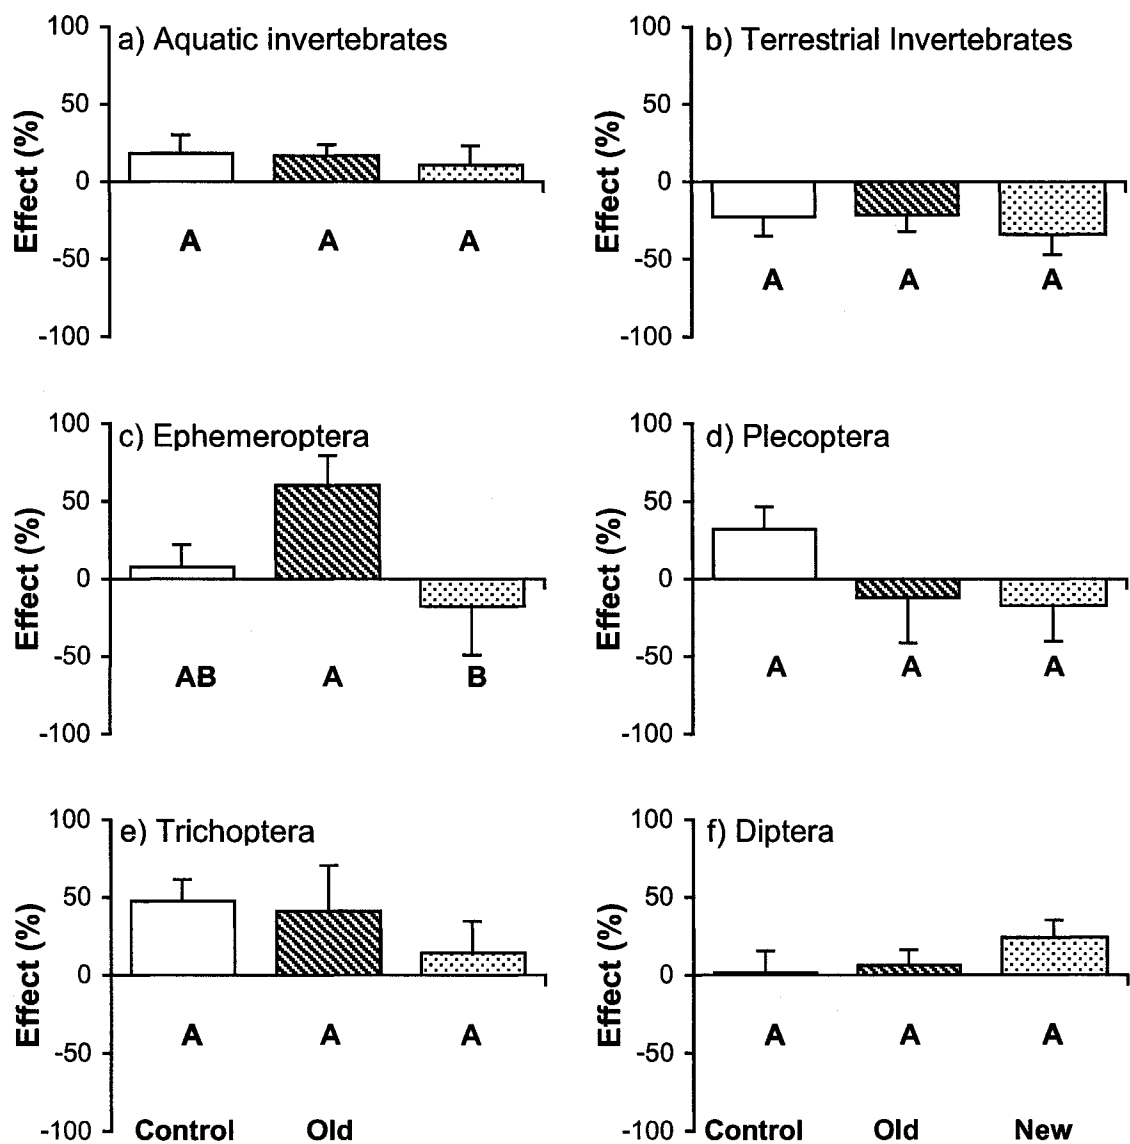 a) Aquatic invertebrates
100
50
0
-50
-100
Effect (%)
A A A
b) Terrestrial Invertebrates
100
50
0
-50
-100
Effect (%)
A A A
c) Ephemeroptera
100
50
0
-50
-100
Effect (%)
AB A B
d) Plecoptera
100
50
0
-50
-100
Effect (%)
A A A
e) Trichoptera
100
50
0
-50
-100
Effect (%)
A A A
Control Old
f) Diptera
100
50
0
-50
-100
Effect (%)
A A A
Control Old New